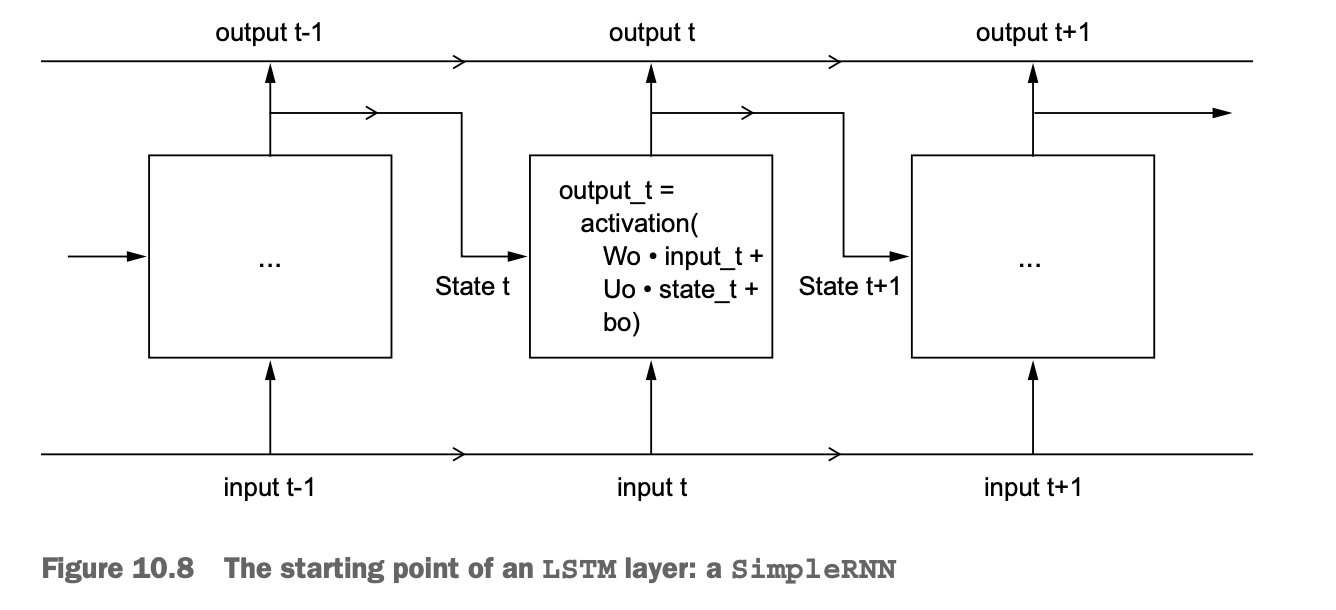 output t-1
output t
output t+1
...
output_t =
activation(
Wo • input_t +
Uo • state_t +
bo)
...
State t
State t+1
input t-1
input t
input t+1
Figure 10.8 The starting point of an LSTM layer: a SimpleRNN